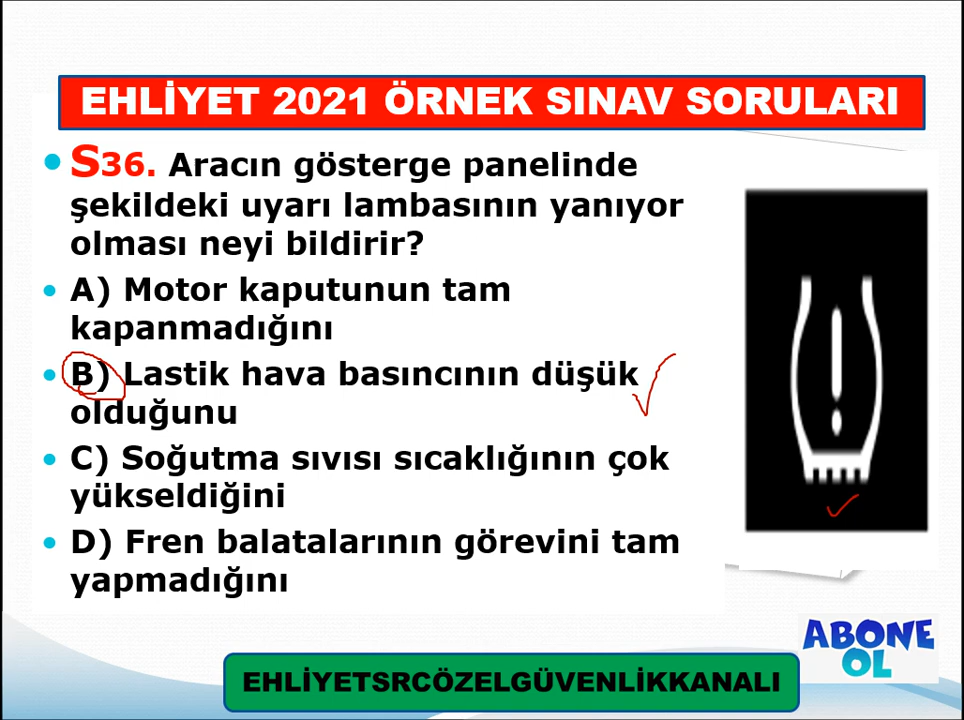 EHLİYET 2021 ÖRNEK SINAV SORULARI
S36. Aracın gösterge panelinde
şekildeki uyarı lambasının yanıyor
olması neyi bildirir?
A) Motor kaputunun tam
kapanmadığını
B) Lastik hava basıncının düşük
olduğunu
C) Soğutma sıvısı sıcaklığının çok
yükseldiğini
D) Fren balatalarının görevini tam
yapmadığını
ABONE
OL
EHLİYETSRCÖZELGÜVENLİKKANALI